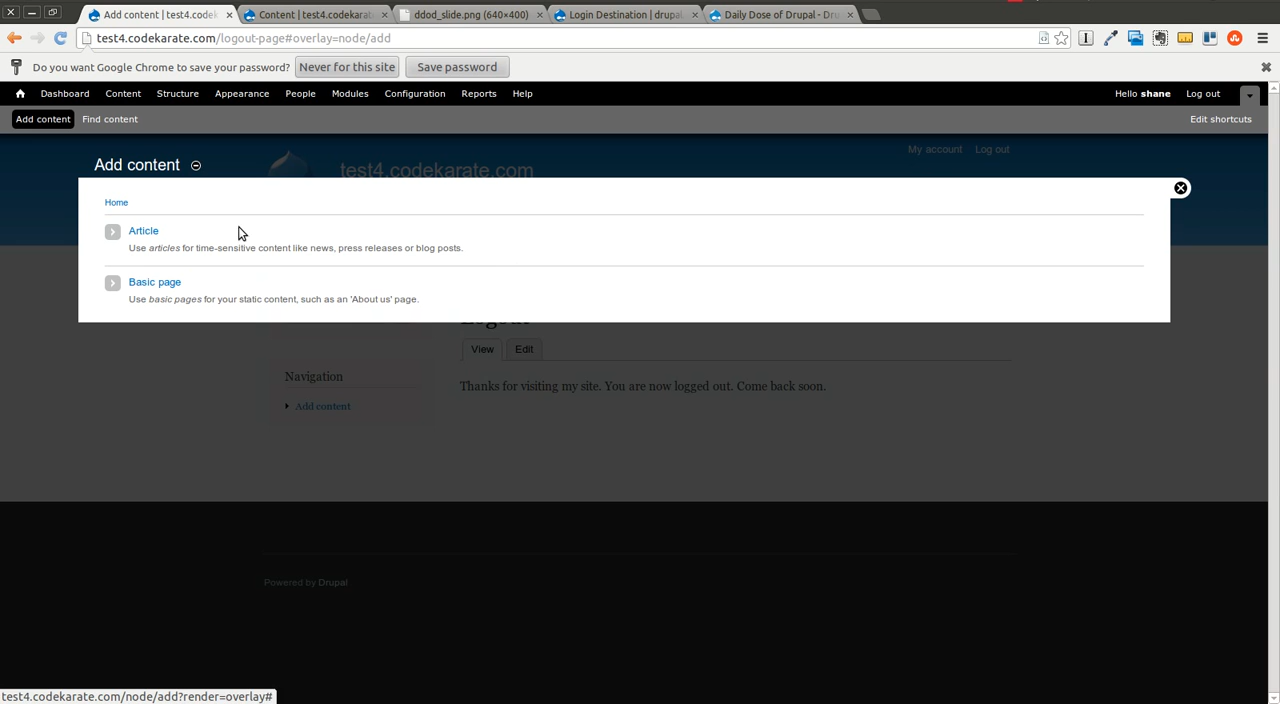 Add content | test4.codek
Content | test4.codekarat
ddod_slide.png (640×400)
Login Destination | drupal
Daily Dose of Drupal - Dru
test4.codekarate.com/logout-page#overlay=node/add
Do you want Google Chrome to save your password?
Never for this site
Save password
Dashboard
Content
Structure
Appearance
People
Modules
Configuration
Reports
Help
Hello shane
Log out
Add content
Find content
Edit shortcuts
My account
Log out
Add content
test4.codekarate.com
Home
Article
Use articles for time-sensitive content like news, press releases or blog posts.
Basic page
Use basic pages for your static content, such as an 'About us' page.
Logout
View
Edit
Navigation
Thanks for visiting my site. You are now logged out. Come back soon.
Add content
Powered by Drupal
test4.codekarate.com/node/add?render=overlay#